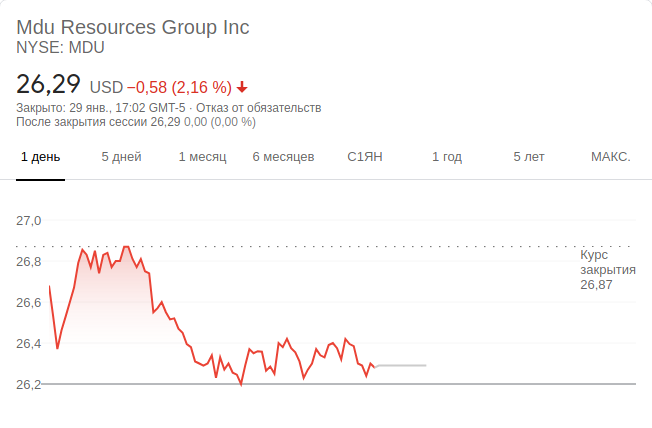 Mdu Resources Group Inc
NYSE: MDU
26,29 USD −0,58 (2,16 %)
Закрыто: 29 янв., 17:02 GMT-5 · Отказ от обязательств
После закрытия сессии 26,29 0,00 (0,00 %)
1 день 5 дней 1 месяц 6 месяцев С1ЯН 1 год 5 лет МАКС.
27,0
Курс
26,8
закрытия
26,87
26,6
26,4
26,2